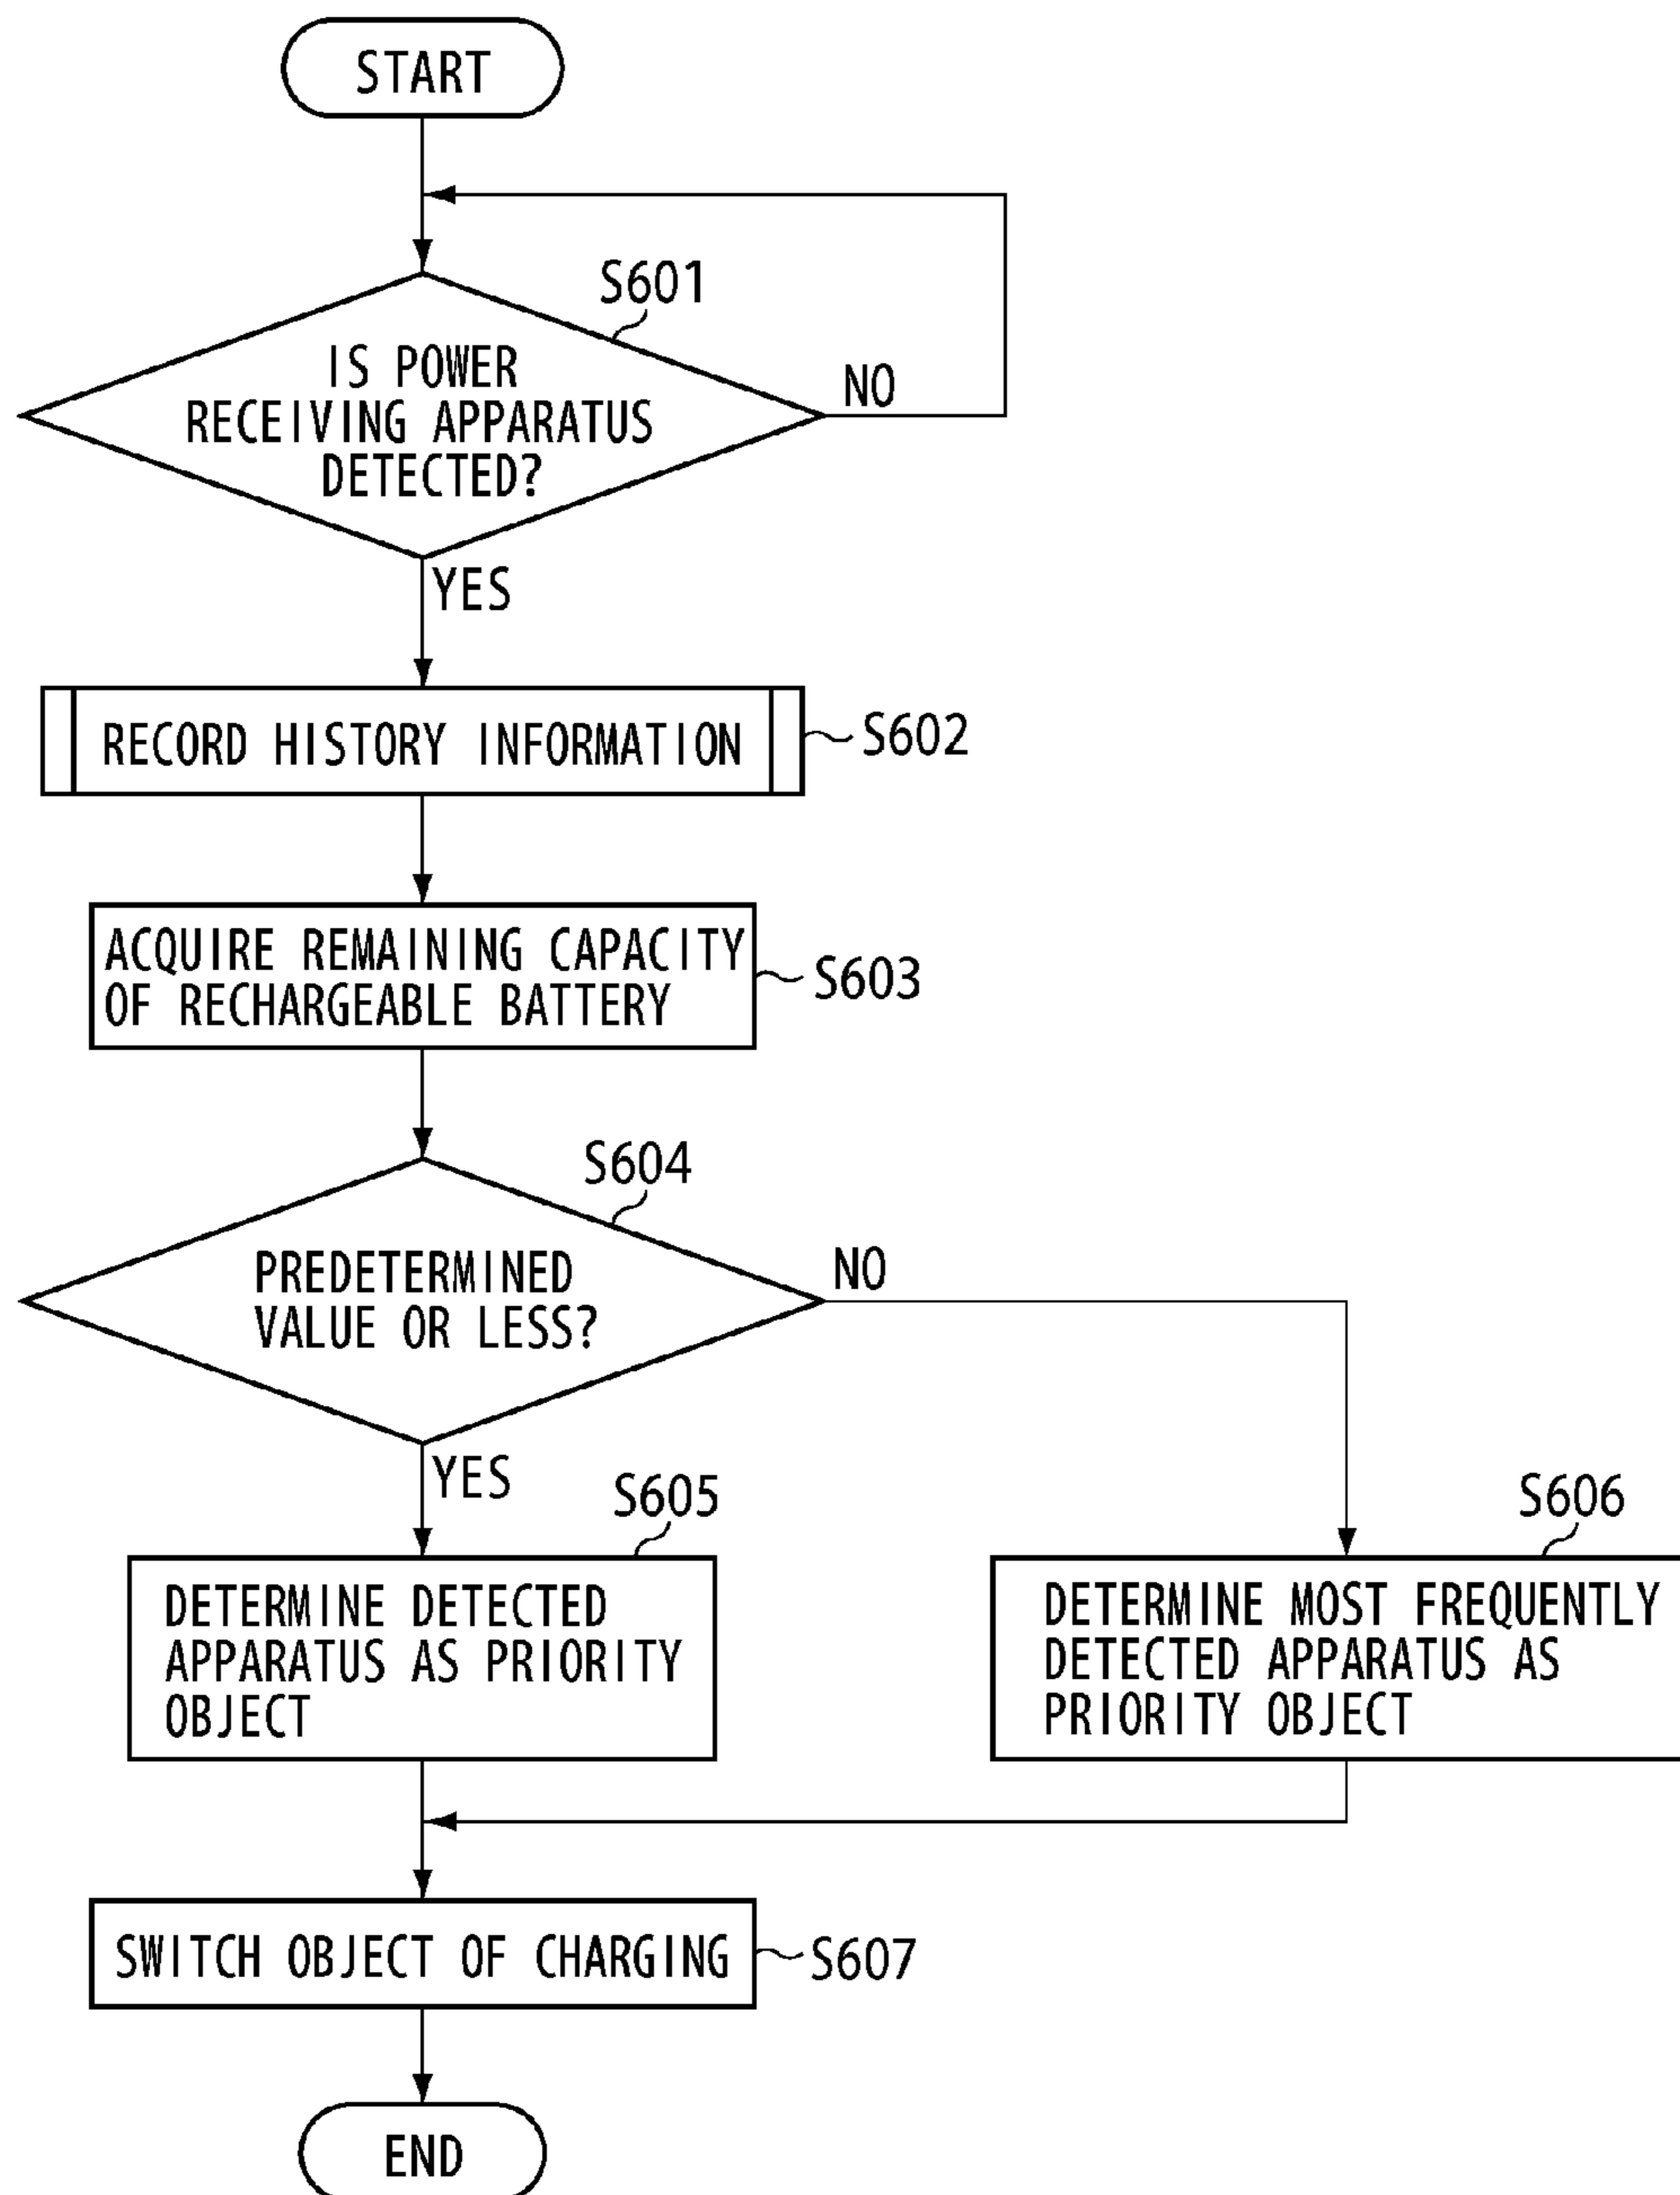 START
S601
IS POWER
RECEIVING APPARATUS
DETECTED?
NO
YES
RECORD HISTORY INFORMATION
S602
ACQUIRE REMAINING CAPACITY
OF RECHARGEABLE BATTERY
S603
S604
PREDETERMINED
VALUE OR LESS?
NO
YES
S605
DETERMINE DETECTED
APPARATUS AS PRIORITY
OBJECT
S606
DETERMINE MOST FREQUENTLY
DETECTED APPARATUS AS
PRIORITY OBJECT
SWITCH OBJECT OF CHARGING
S607
END